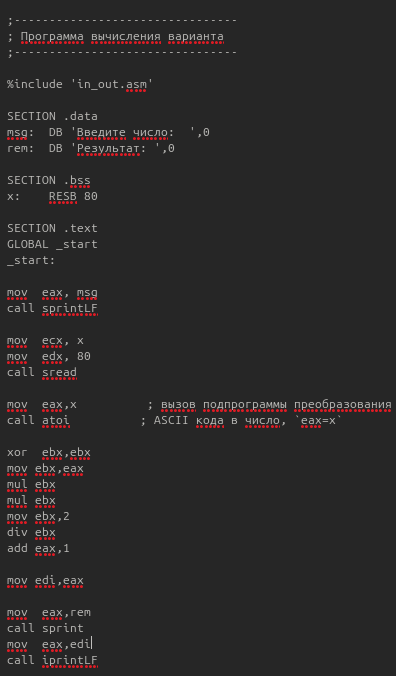 ;--------------------------------
; Программа вычисления варианта
;--------------------------------
%include 'in_out.asm'
SECTION .data
msg:  DB 'Введите число:  ',0
rem:  DB 'Результат: ',0
SECTION .bss
x:    RESB 80
SECTION .text
GLOBAL _start
_start:
mov  eax, msg
call sprintLF
mov  ecx, x
mov  edx, 80
call sread
mov  eax,x          ; вызов подпрограммы преобразования
call atoi          ; ASCII кода в число, `eax=x`
xor  ebx,ebx
mov ebx,eax
mul ebx
mul ebx
mov ebx,2
div ebx
add eax,1
mov edi,eax
mov  eax,rem
call sprint
mov  eax,edi
call iprintLF